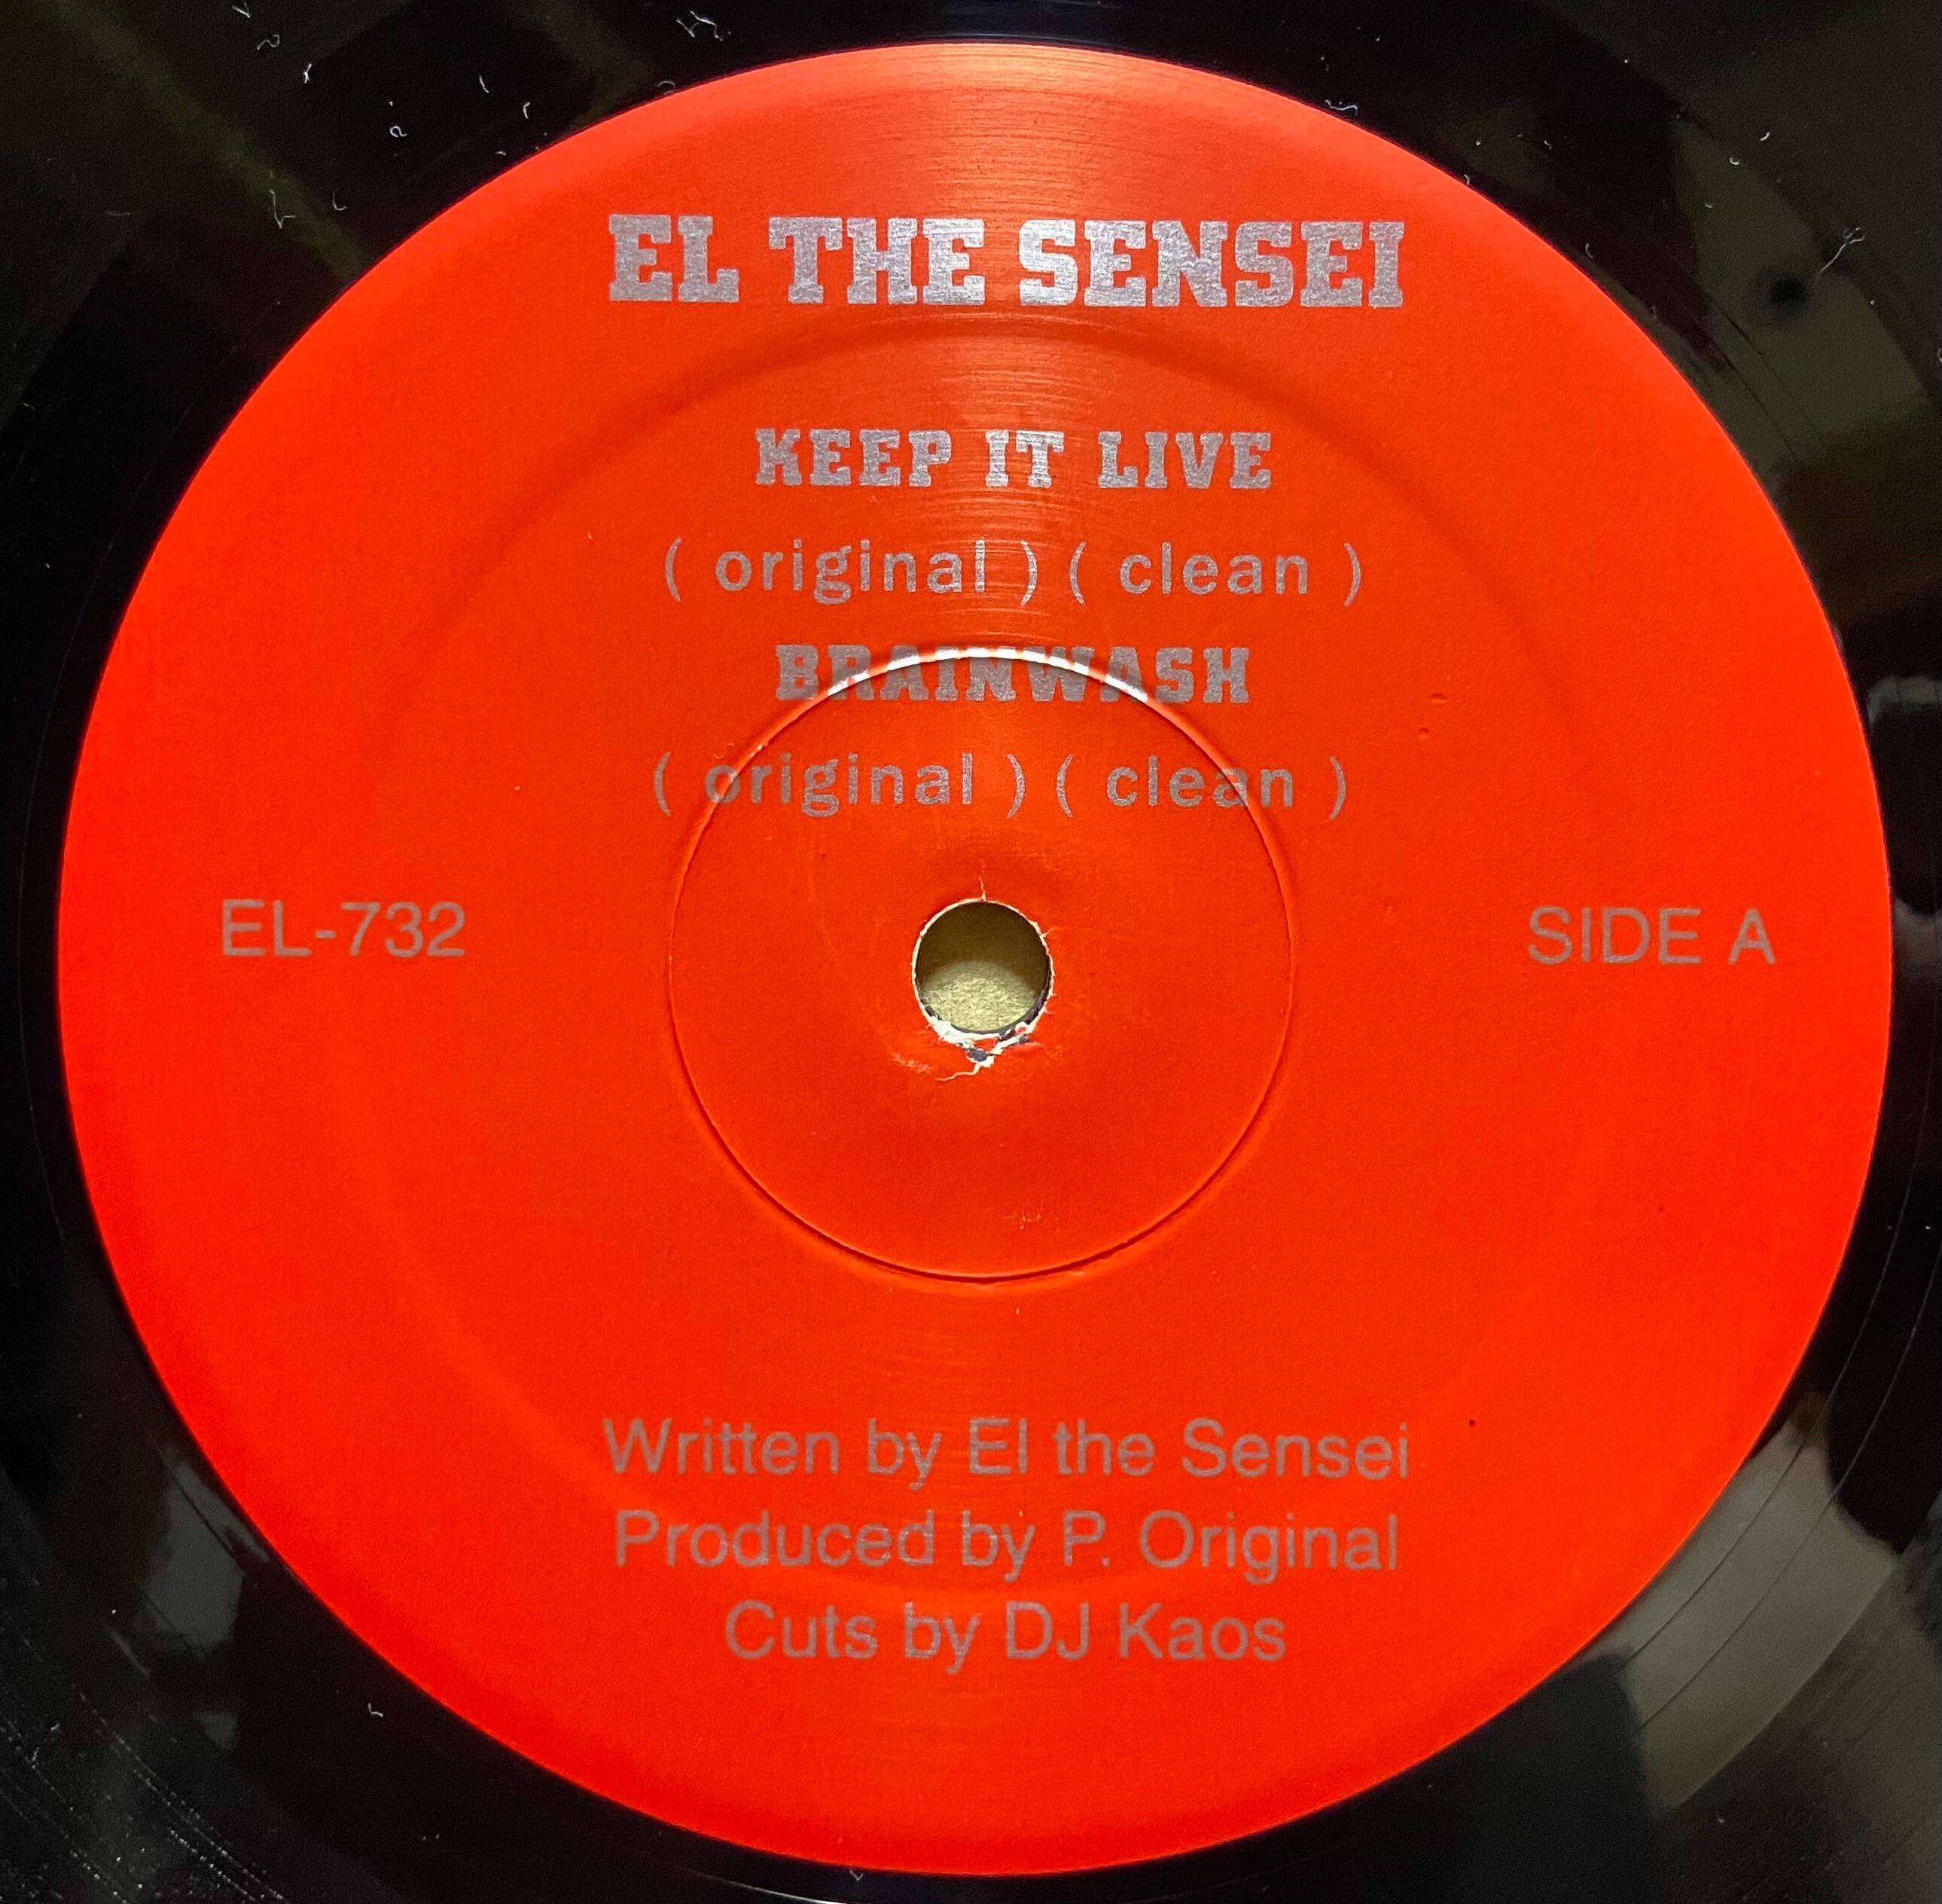 EL THE SENSEI
KEEP IT LIVE
( original ) ( clean )
BRAINWASH
( original ) ( clean )
EL-732
SIDE A
Written by El the Sensei
Produced by P. Original
Cuts by DJ Kaos